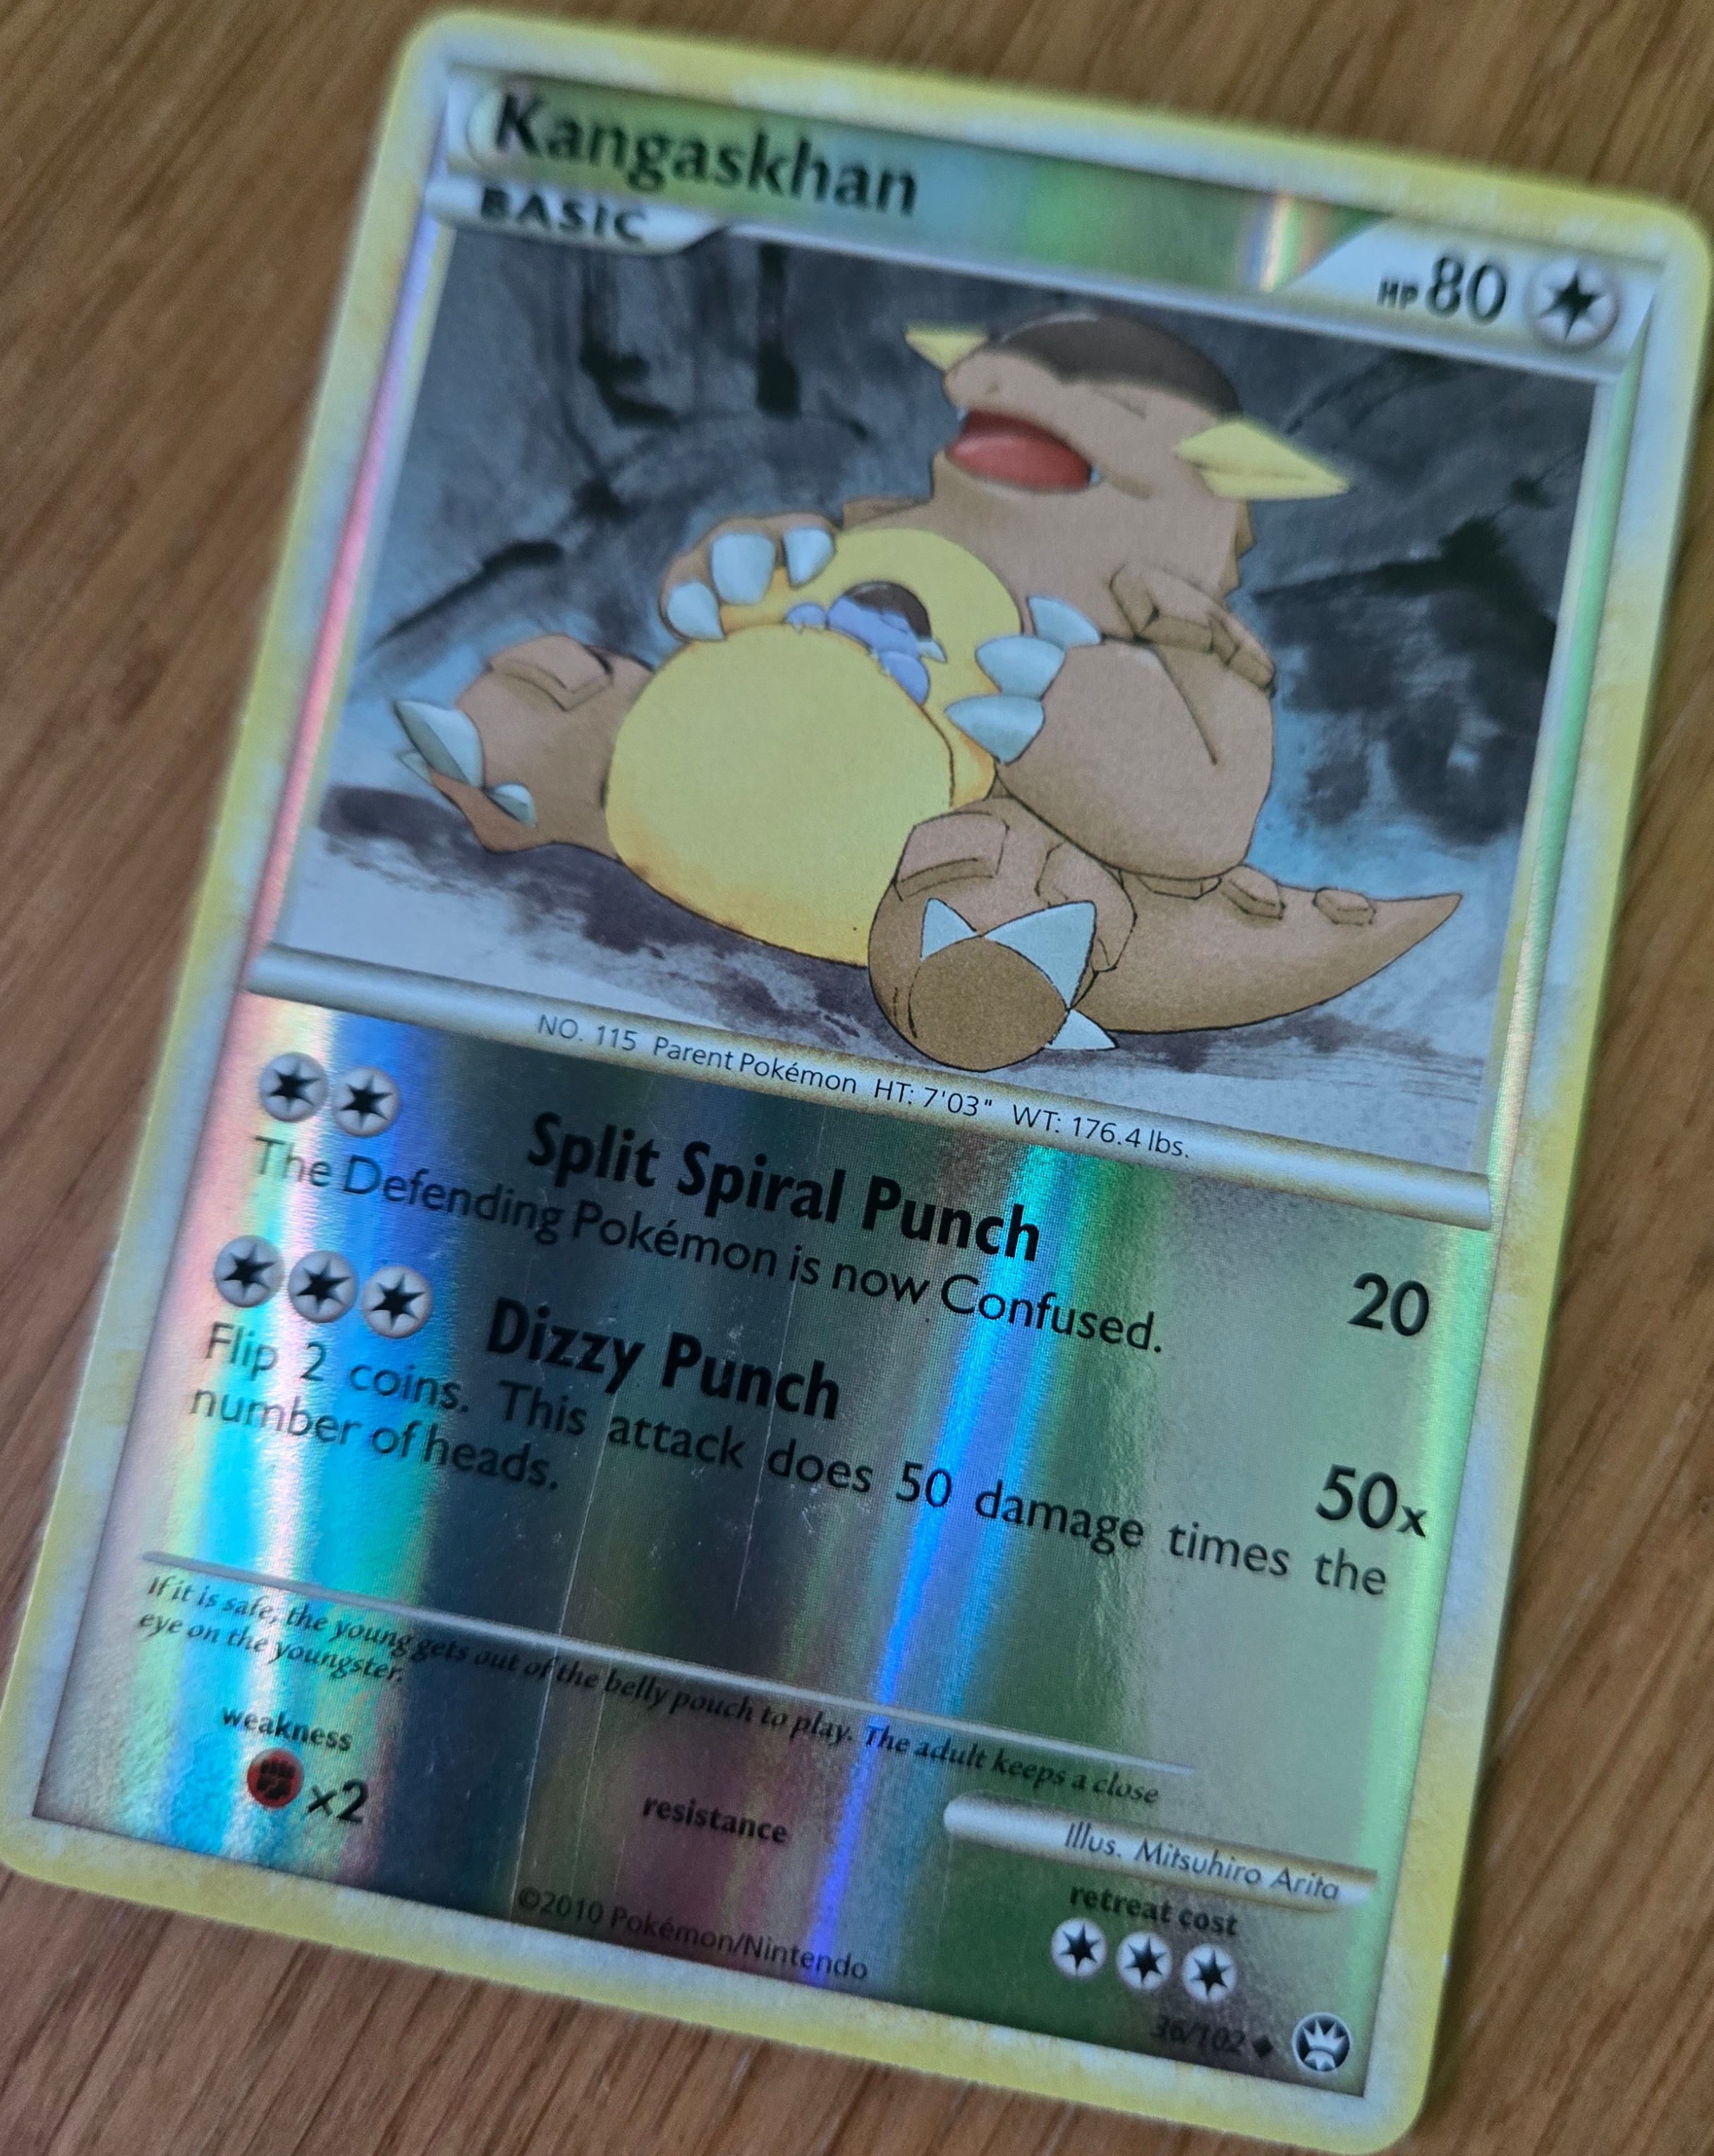 Kangaskhan
BASIC
HP 80
NO. 115 Parent Pokémon HT: 7'03" WT: 176.4 lbs.
Split Spiral Punch 20
The Defending Pokémon is now Confused.
Dizzy Punch 50x
Flip 2 coins. This attack does 50 damage times the
number of heads.
If it is safe, the young gets out of the belly pouch to play. The adult keeps a close
eye on the youngster.
weakness
x2
resistance
Illus. Mitsuhiro Arita
retreat cost
©2010 Pokémon/Nintendo
36/102